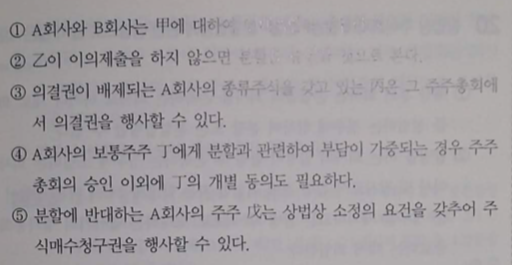 ① A회사와 B회사는 甲에 대하여
② 乙이 이의제출을 하지 않으면 본다.
③ 의결권이 배제되는 A회사의 종류주식을 갖고 있는 丙은 그 주주총회에
서 의결권을 행사할 수 있다.
④ A회사의 보통주주 丁에게 분할과 관련하여 부담이 가중되는 경우 주주
총회의 승인 이외에 丁의 개별 동의도 필요하다.
⑤ 분할에 반대하는 A회사의 주주 戊는 상법상 소정의 요건을 갖추어 주
식매수청구권을 행사할 수 있다.